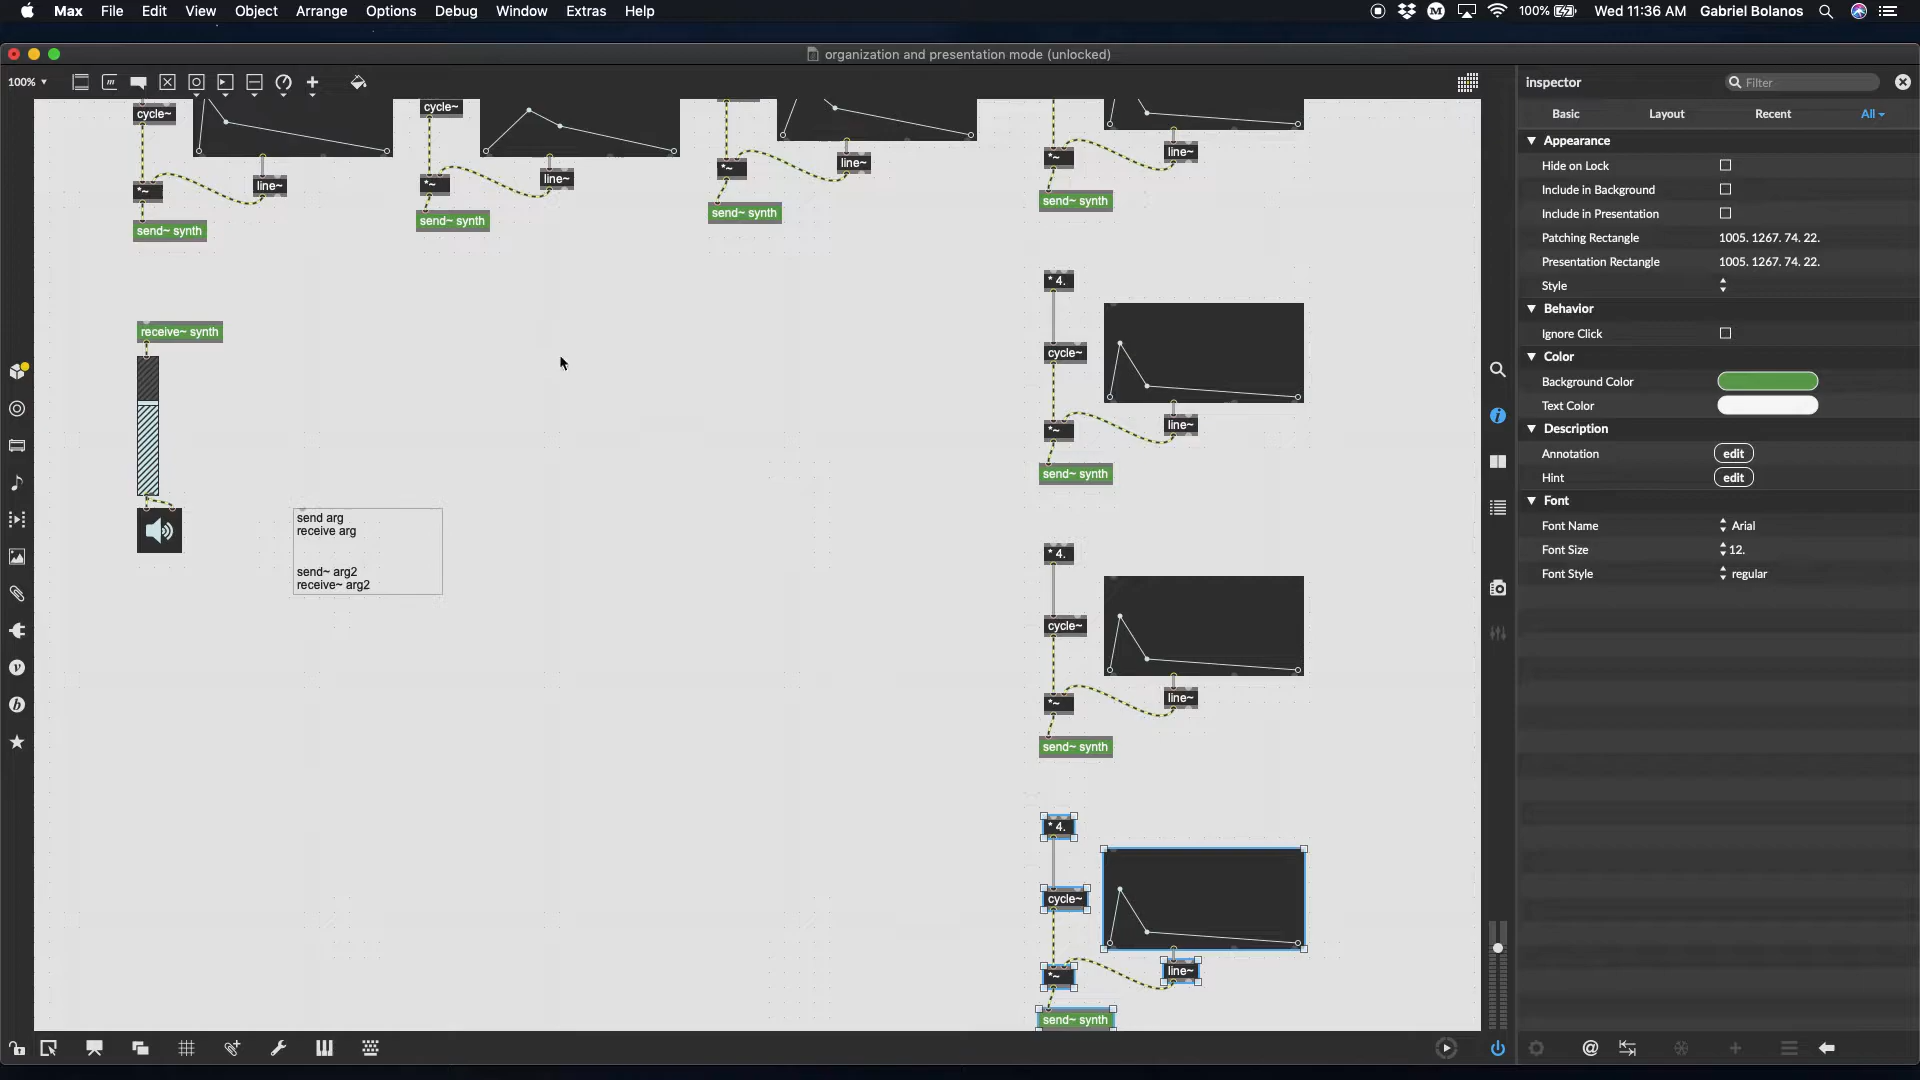 Max File Edit View Object Arrange Options Debug Window Extras Help 100% Wed 11:36 AM Gabriel Bolanos
organization and presentation mode (unlocked)
100%
inspector
Filter
Basic Layout Recent All
Appearance
Hide on Lock
Include in Background
Include in Presentation
Patching Rectangle 1005. 1267. 74. 22.
Presentation Rectangle 1005. 1267. 74. 22.
Style
Behavior
Ignore Click
Color
Background Color
Text Color
Description
Annotation edit
Hint edit
Font
Font Name Arial
Font Size 12.
Font Style regular
cycle~
*~
line~
send~ synth
cycle~
*~
line~
send~ synth
*~
line~
send~ synth
*~
line~
send~ synth
receive~ synth
send arg
receive arg
send~ arg2
receive~ arg2
* 4.
cycle~
*~
line~
send~ synth
* 4.
cycle~
*~
line~
send~ synth
* 4.
cycle~
*~
line~
send~ synth